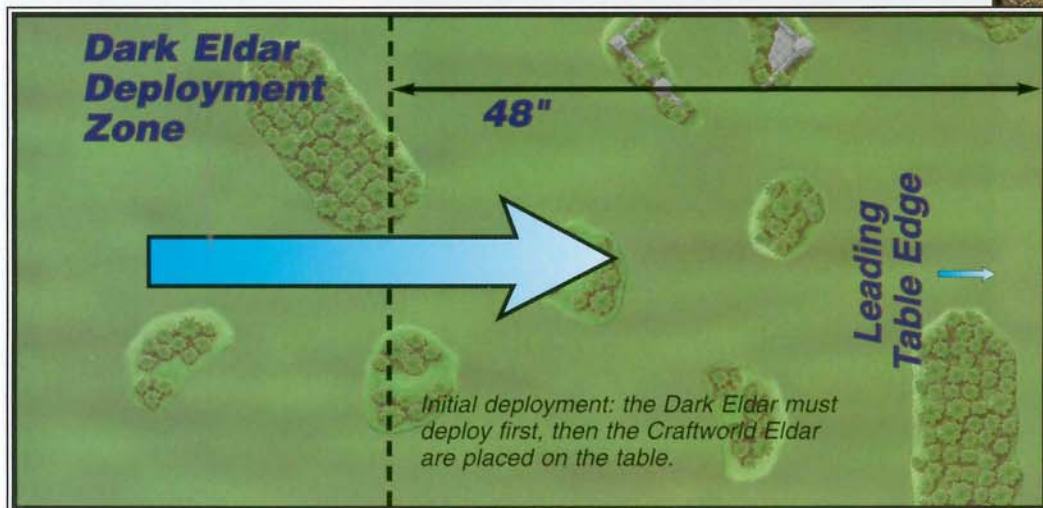 Dark Eldar
Deployment
Zone
48"
Leading
Table Edge
Initial deployment: the Dark Eldar must
deploy first, then the Craftworld Eldar
are placed on the table.